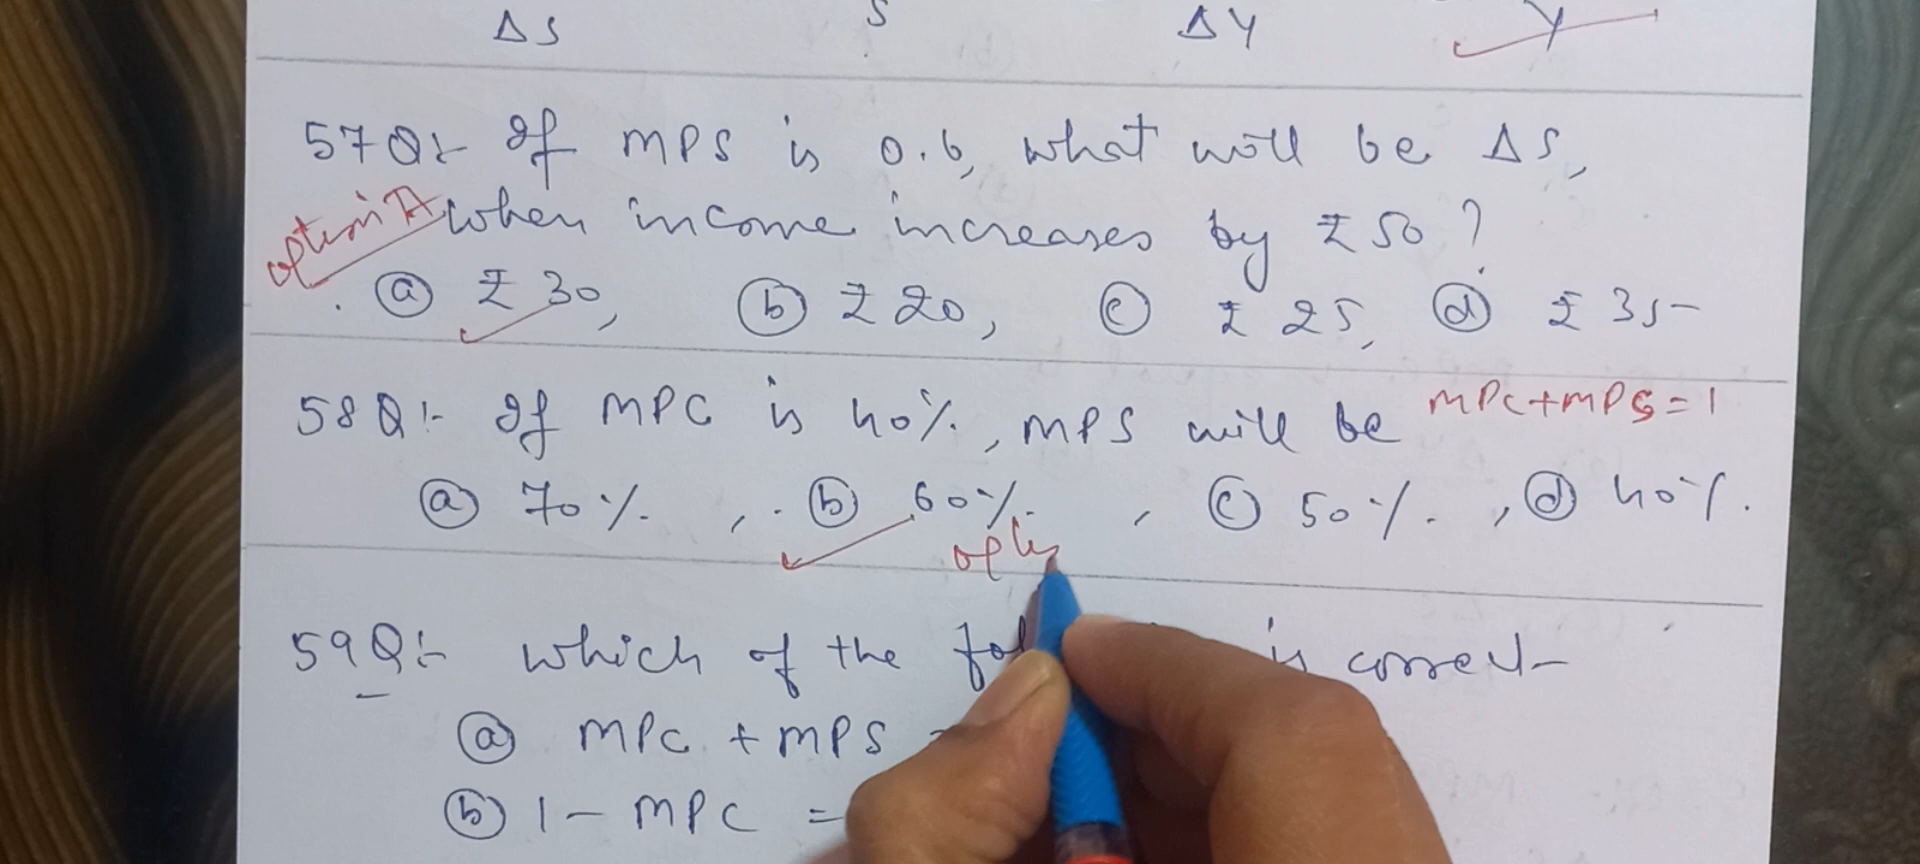 ΔS S ΔY Y
57Q:- If MPS is 0.6, what will be ΔS,
option A when income increases by ₹50?
(a) ₹ 30, (b) ₹ 20, (c) ₹ 25, (d) ₹ 35-
58Q:- If MPC is 40%, MPS will be MPC+MPS=1
(a) 70%. , (b) 60%. , (c) 50%. , (d) 40%.
59Q:- which of the is correct-
(a) MPC + MPS
(b) 1 - MPC =